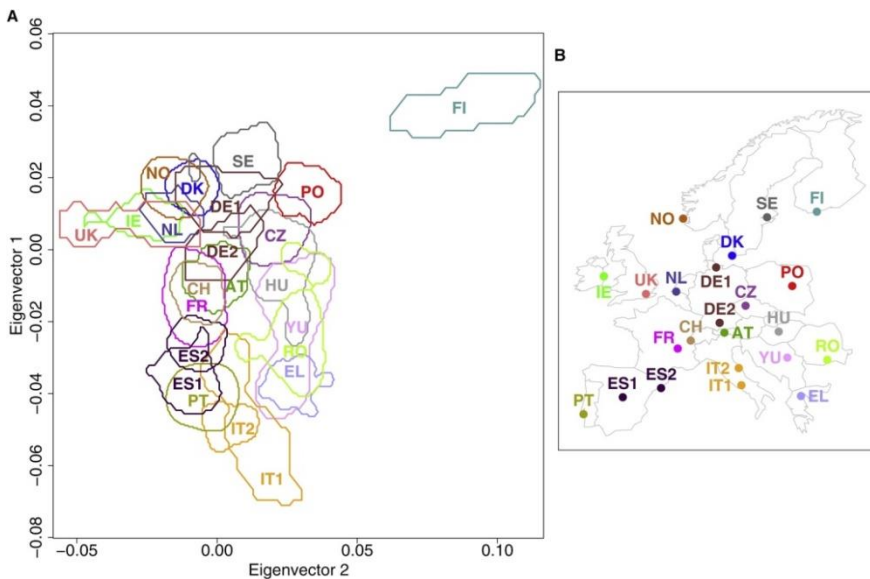 A
0.06
0.04
0.02
0.00
−0.02
−0.04
−0.06
−0.08
Eigenvector 1
−0.05
0.00
0.05
0.10
Eigenvector 2
FI
SE
NO
DK
PO
DE1
IE
NL
UK
CZ
DE2
CH
AT
HU
FR
YU
ES2
RO
EL
ES1
PT
IT2
IT1
B
FI
SE
NO
DK
DE1
PO
IE
UK
NL
CZ
DE2
HU
CH
AT
FR
YU
RO
IT2
ES1
ES2
IT1
EL
PT